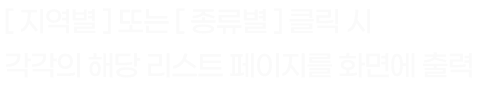 [ 지역별 ] 또는 [ 종류별 ] 클릭 시
각각의 해당 리스트 페이지를 화면에 출력